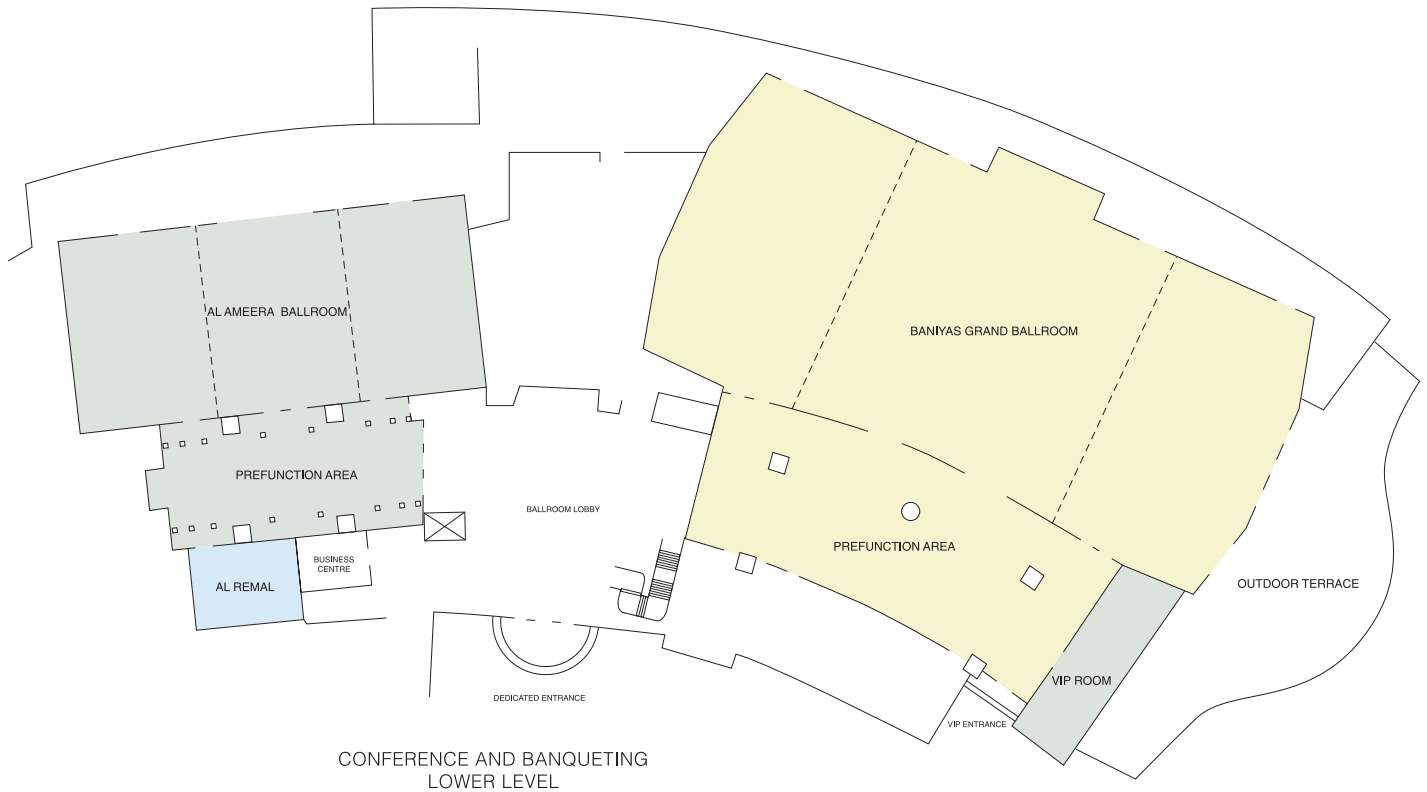 AL AMEERA BALLROOM
BANIYAS GRAND BALLROOM
PREFUNCTION AREA
BALLROOM LOBBY
PREFUNCTION AREA
BUSINESS
CENTRE
AL REMAL
OUTDOOR TERRACE
VIP ROOM
DEDICATED ENTRANCE
VIP ENTRANCE
CONFERENCE AND BANQUETING
LOWER LEVEL